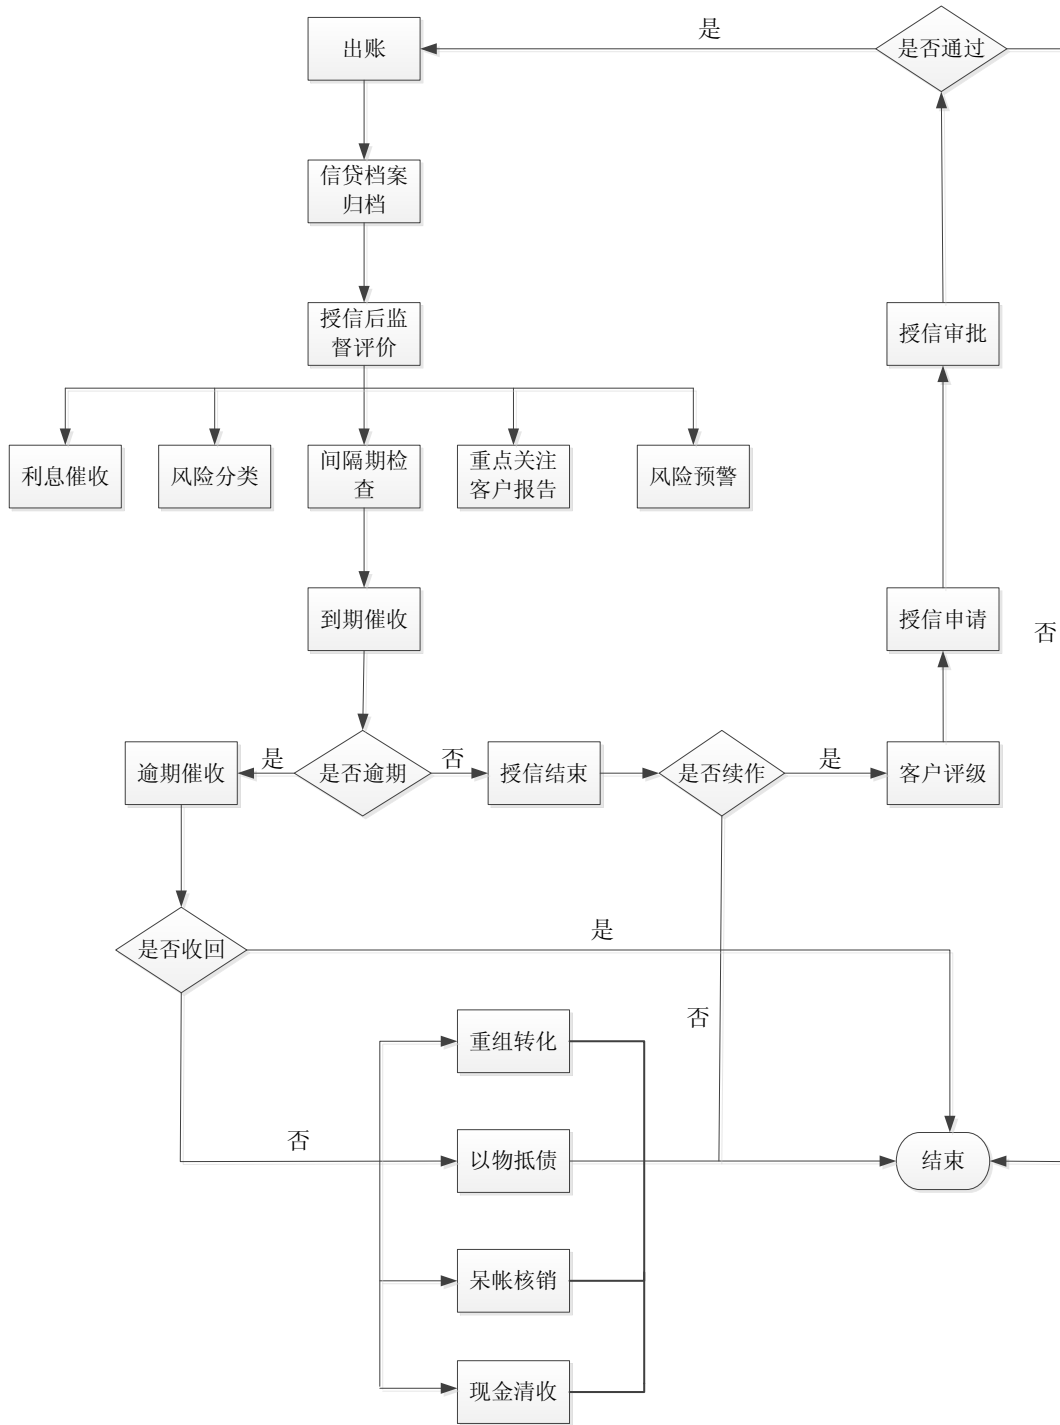 是
出账
是否通过
信贷档案
归档
授信后监
督评价
授信审批
利息催收
风险分类
间隔期检
查
重点关注
客户报告
风险预警
到期催收
授信申请
否
逾期催收
是
是否逾期
否
授信结束
是否续作
是
客户评级
是否收回
是
否
重组转化
否
以物抵债
结束
呆帐核销
现金清收